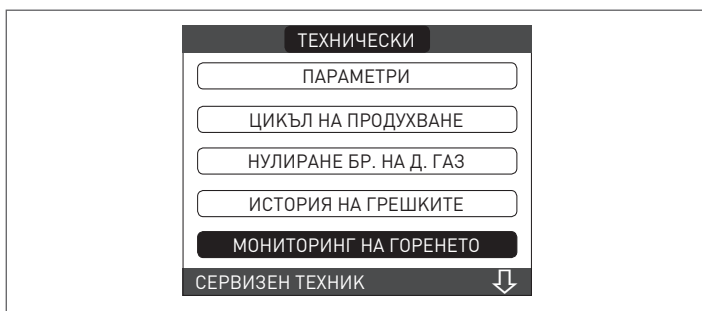 ТЕХНИЧЕСКИ
ПАРАМЕТРИ
ЦИКЪЛ НА ПРОДУХВАНЕ
НУЛИРАНЕ БР. НА Д. ГАЗ
ИСТОРИЯ НА ГРЕШКИТЕ
МОНИТОРИНГ НА ГОРЕНЕТО
СЕРВИЗЕН ТЕХНИК